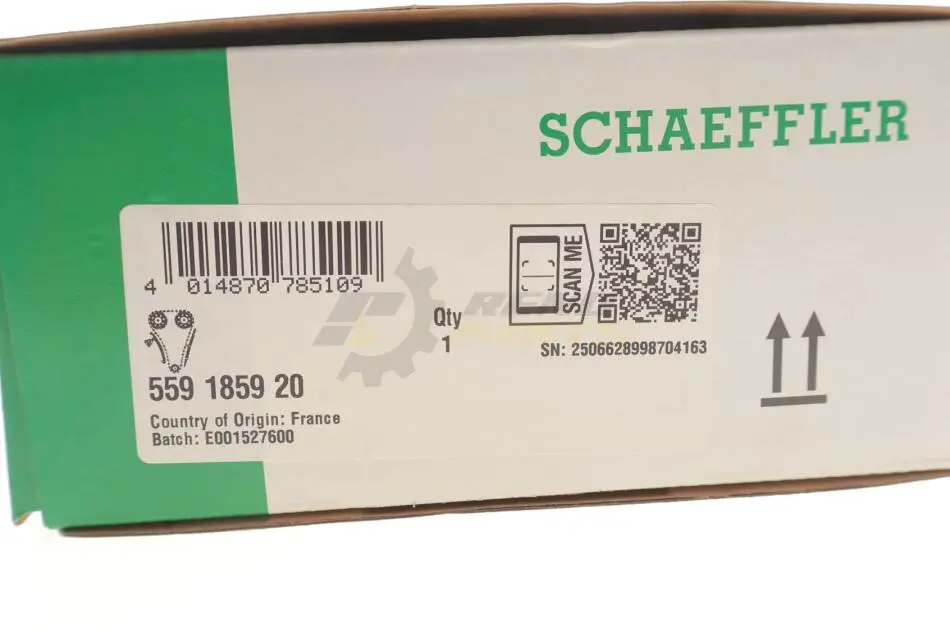 SCHAEFFLER
4 014870 785109
SCAN ME
Qty
1
SN: 2506628998704163
559 1859 20
Country of Origin: France
Batch: E001527600